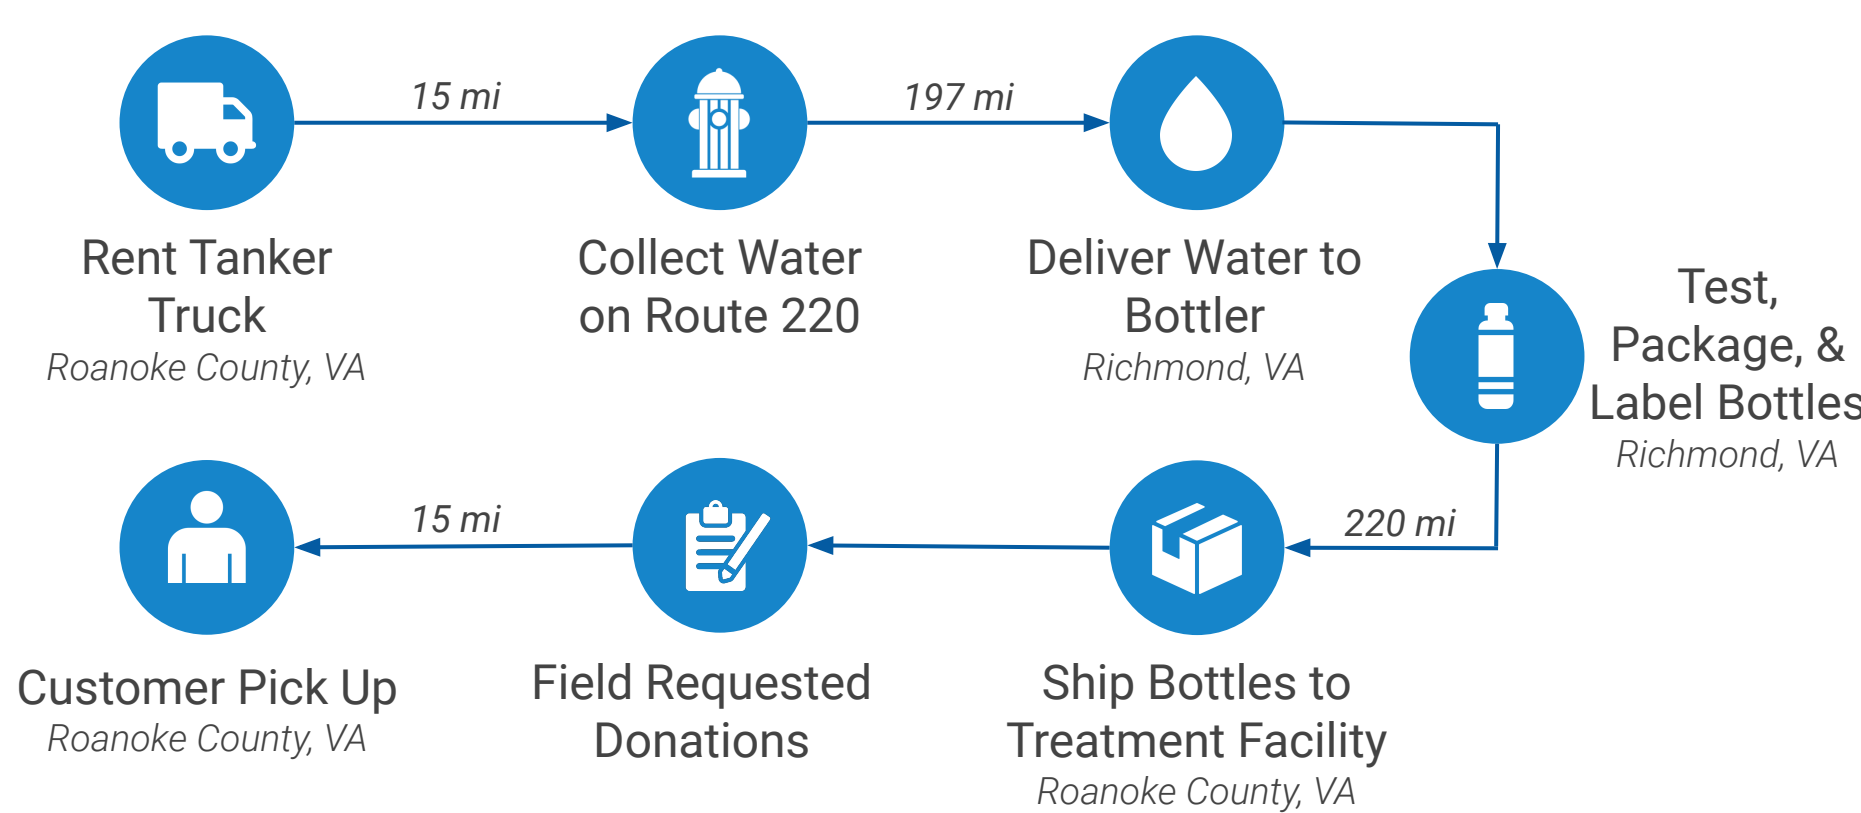 15 mi
197 mi
Rent Tanker
Truck
Roanoke County, VA
Collect Water
on Route 220
Deliver Water to
Bottler
Richmond, VA
Test,
Package, &
Label Bottles
Richmond, VA
220 mi
15 mi
Ship Bottles to
Treatment Facility
Roanoke County, VA
Field Requested
Donations
Customer Pick Up
Roanoke County, VA